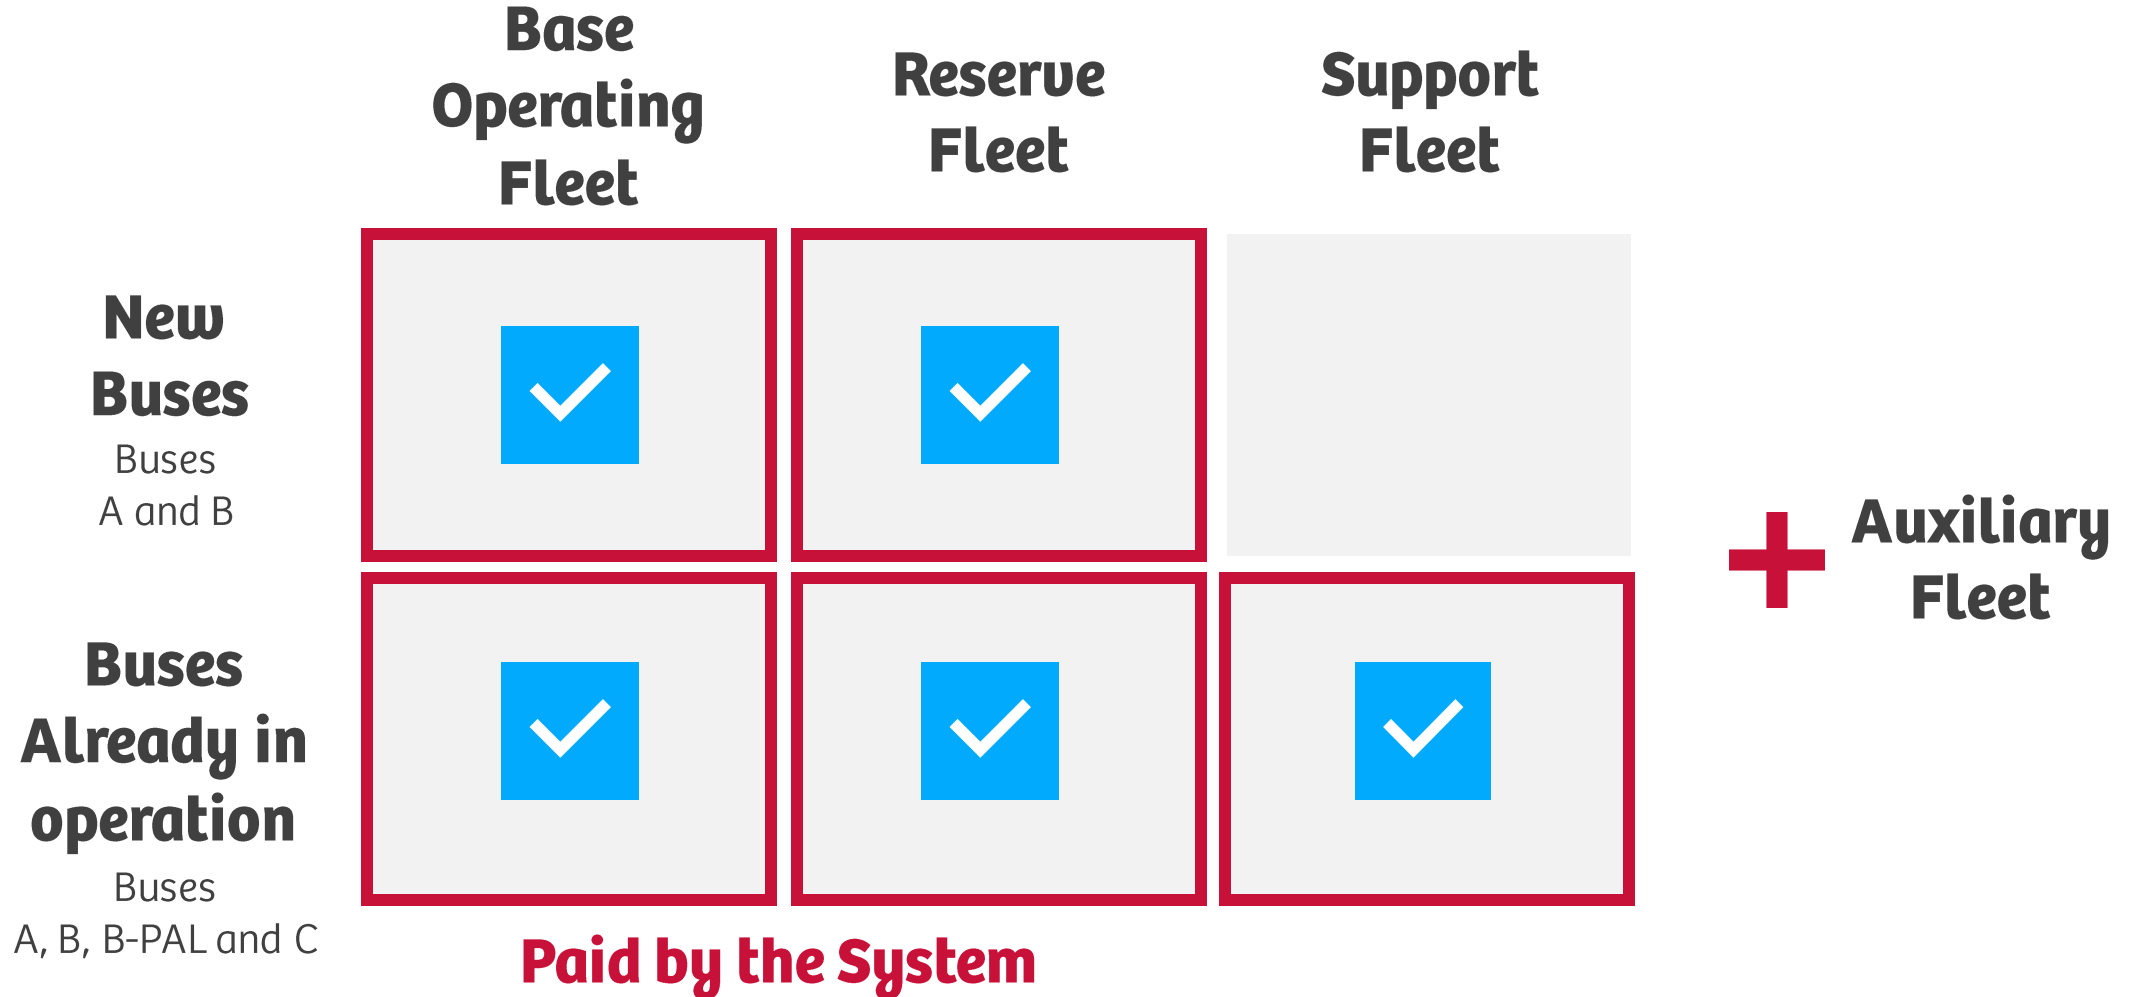 Base
Operating
Fleet
Reserve
Fleet
Support
Fleet
New
Buses
Buses
A and B
Buses
Already in
operation
Buses
A, B, B-PAL and C
Auxiliary
Fleet
Paid by the System